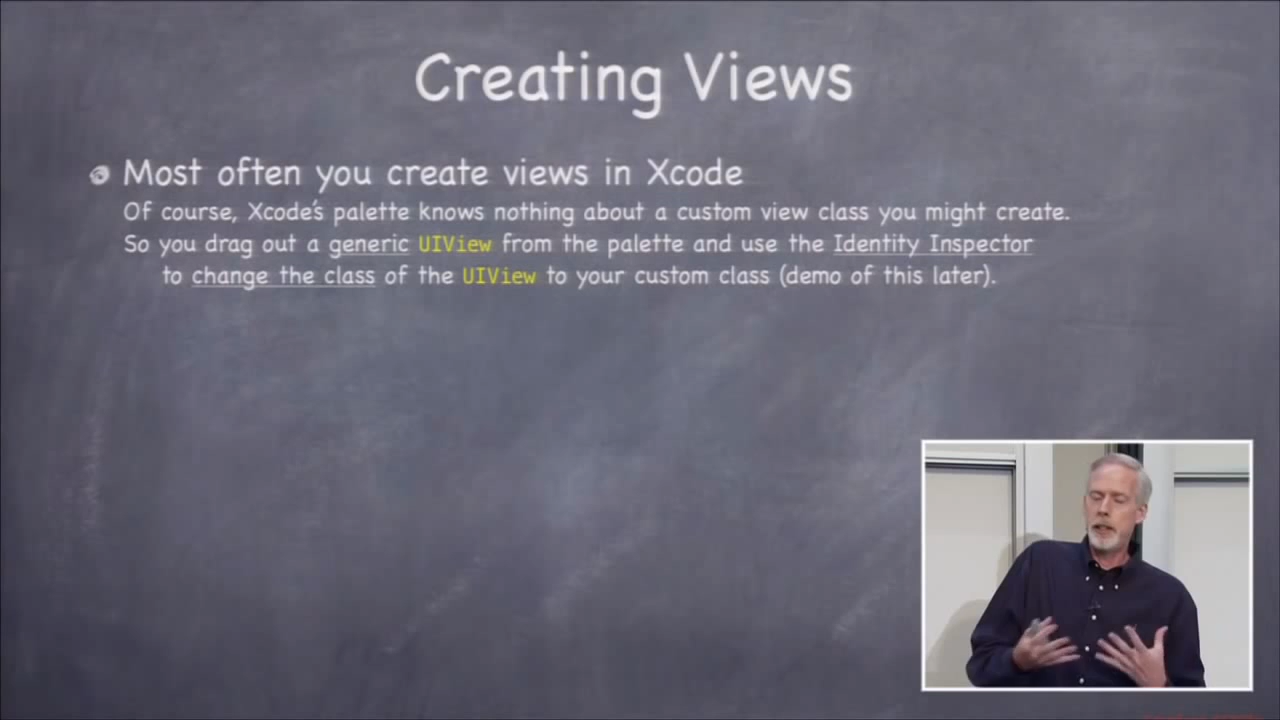 Creating Views
Most often you create views in Xcode
Of course, Xcode's palette knows nothing about a custom view class you might create.
So you drag out a generic UIView from the palette and use the Identity Inspector
to change the class of the UIView to your custom class (demo of this later).